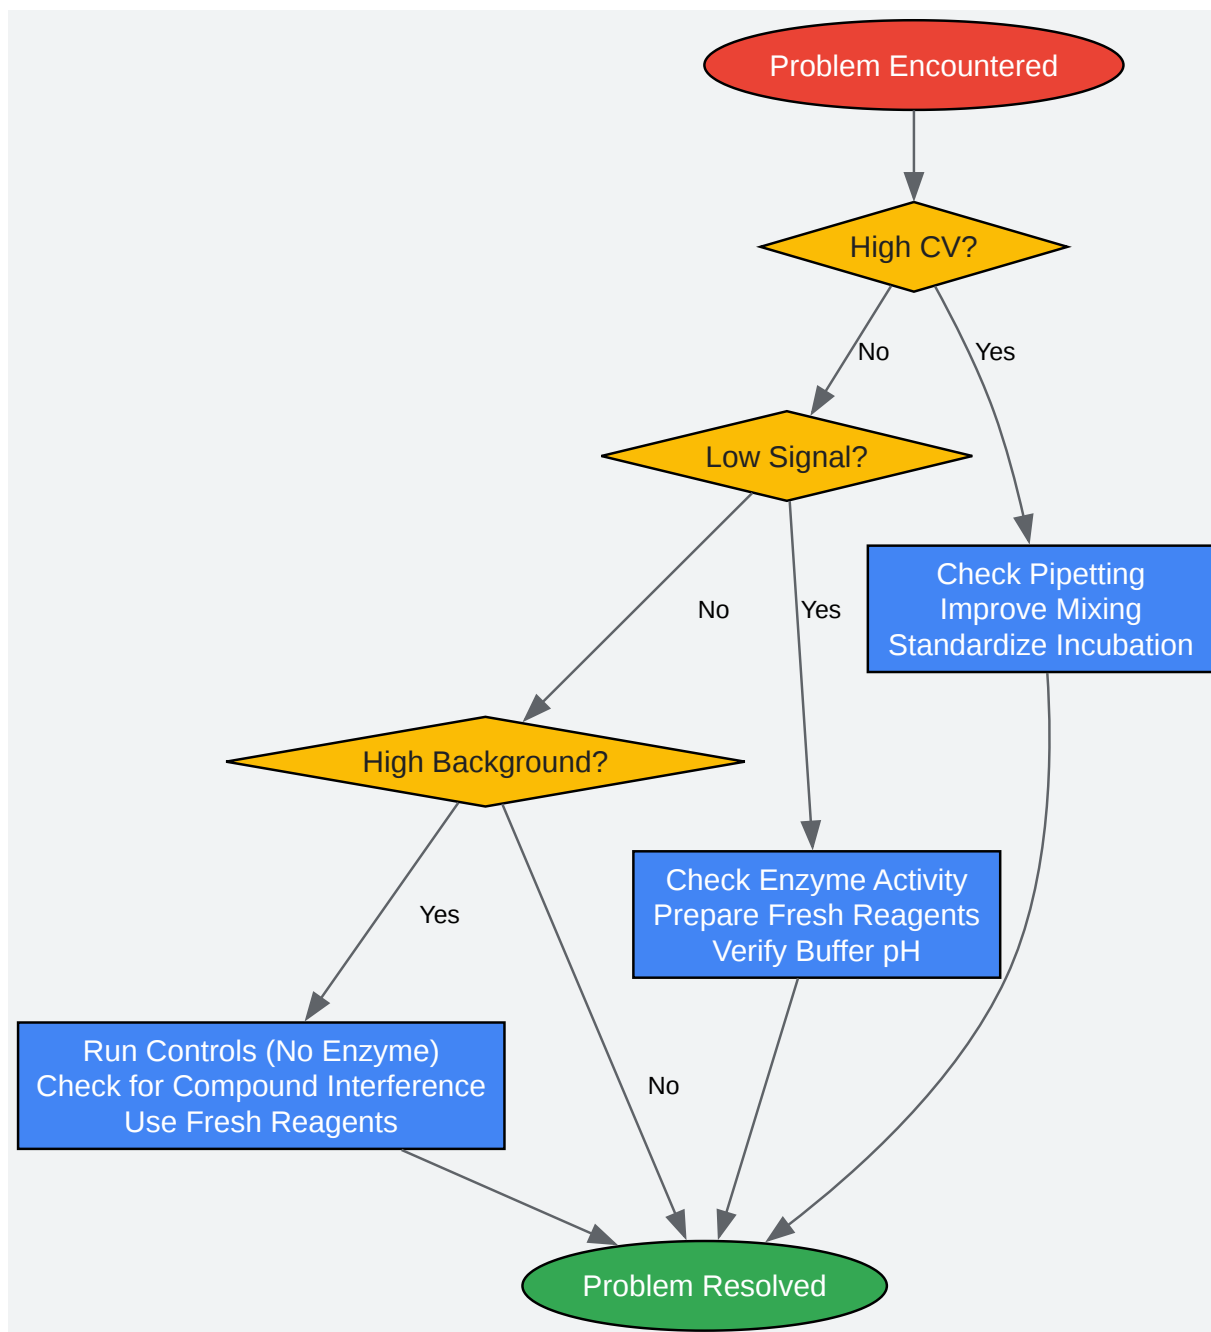 Problem Encountered
High CV?
No
Yes
Low Signal?
No
Yes
Check Pipetting
Improve Mixing
Standardize Incubation
High Background?
Yes
No
Check Enzyme Activity
Prepare Fresh Reagents
Verify Buffer pH
Run Controls (No Enzyme)
Check for Compound Interference
Use Fresh Reagents
Problem Resolved